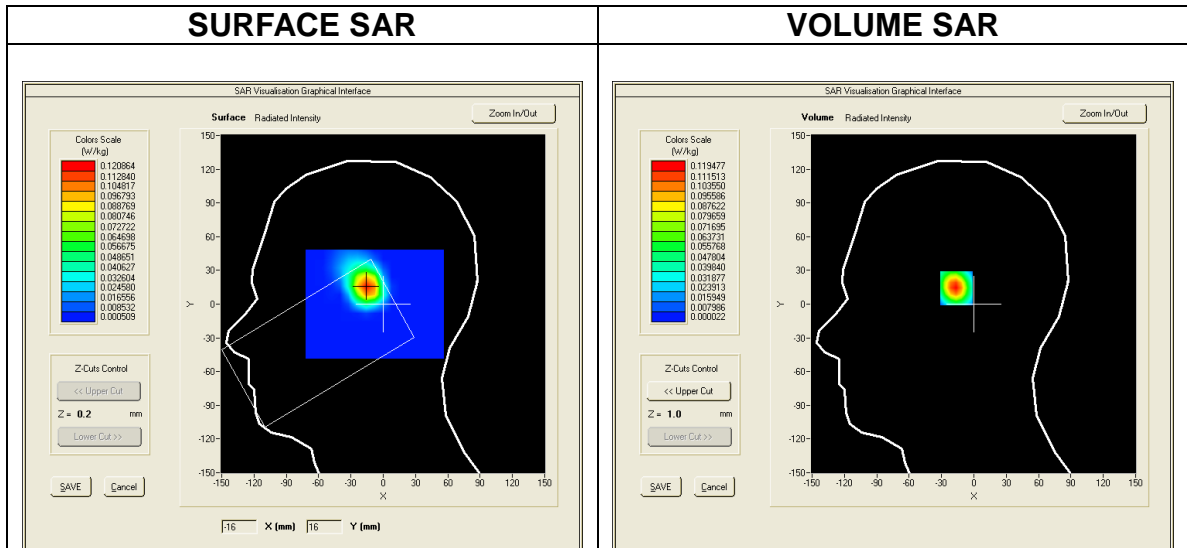 SURFACE SAR
VOLUME SAR
SAR Visualisation Graphical Interface
Surface Radiated Intensity
Zoom In/Out
Colors Scale
(W/kg)
0.120864
0.112840
0.104817
0.096793
0.088769
0.080746
0.072722
0.064698
0.056675
0.048651
0.040627
0.032604
0.024580
0.016556
0.008532
0.000509
Z-Cuts Control
<< Upper Cut
Z = 0.2 mm
Lower Cut >>
SAVE Cancel
150
120
90
60
30
0
-30
-60
-90
-120
-150
Y
-150 -120 -90 -60 -30 0 30 60 90 120 150
X
-16 X (mm) 16 Y (mm)
SAR Visualisation Graphical Interface
Volume Radiated Intensity
Zoom In/Out
Colors Scale
(W/kg)
0.119477
0.111513
0.103550
0.095586
0.087622
0.079659
0.071695
0.063731
0.055768
0.047804
0.039840
0.031877
0.023913
0.015949
0.007986
0.000022
Z-Cuts Control
<< Upper Cut
Z = 1.0 mm
Lower Cut >>
SAVE Cancel
150
120
90
60
30
0
-30
-60
-90
-120
-150
Y
-150 -120 -90 -60 -30 0 30 60 90 120 150
X